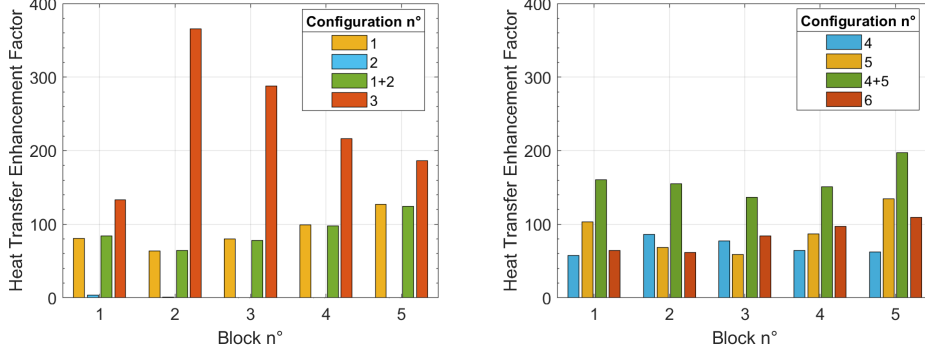 Heat Transfer Enhancement Factor
400
300
200
100
0
1 2 3 4 5
Block n°
Configuration n°
1
2
1+2
3
Heat Transfer Enhancement Factor
400
300
200
100
0
1 2 3 4 5
Block n°
Configuration n°
4
5
4+5
6